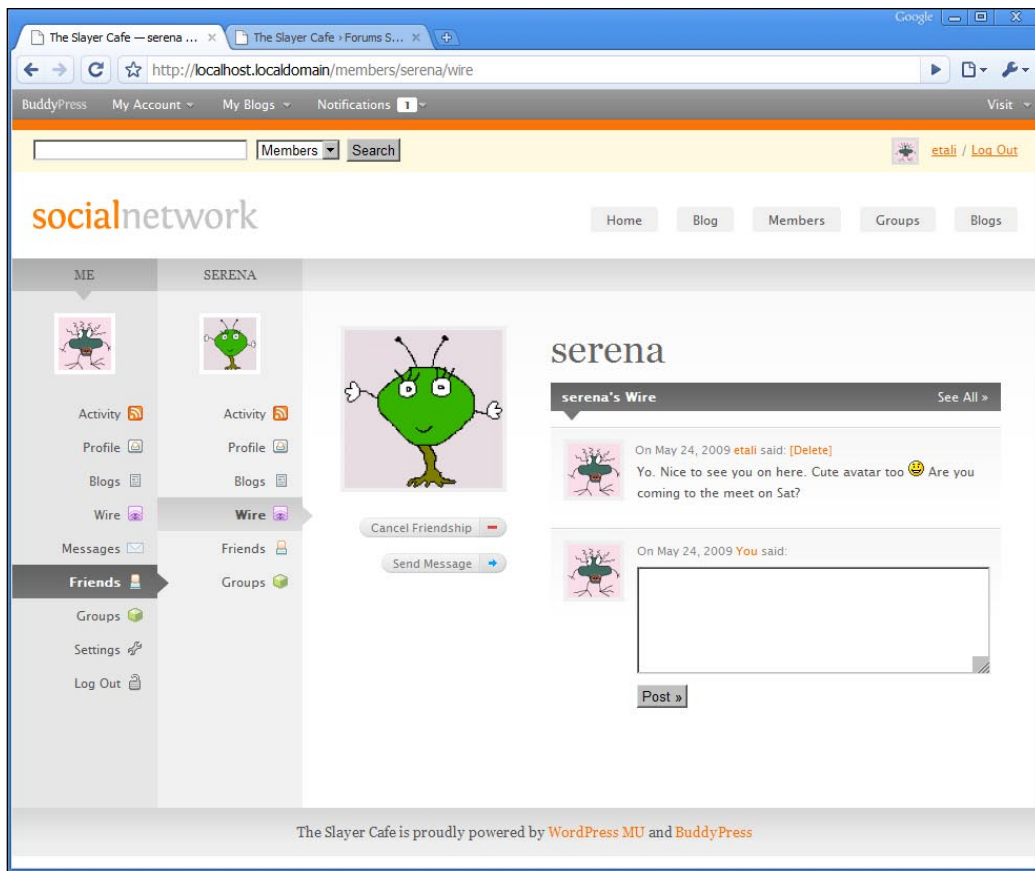 Google
The Slayer Cafe — serena ...
The Slayer Cafe › Forums S...
http://localhost.localdomain/members/serena/wire
BuddyPress My Account My Blogs Notifications 1 Visit
Members Search etali / Log Out
socialnetwork
Home Blog Members Groups Blogs
ME SERENA
Activity
Profile
Blogs
Wire
Messages
Friends
Groups
Settings
Log Out
Activity
Profile
Blogs
Wire
Friends
Groups
Cancel Friendship
Send Message
serena
serena's Wire See All »
On May 24, 2009 etali said: [Delete]
Yo. Nice to see you on here. Cute avatar too Are you
coming to the meet on Sat?
On May 24, 2009 You said:
Post »
The Slayer Cafe is proudly powered by WordPress MU and BuddyPress